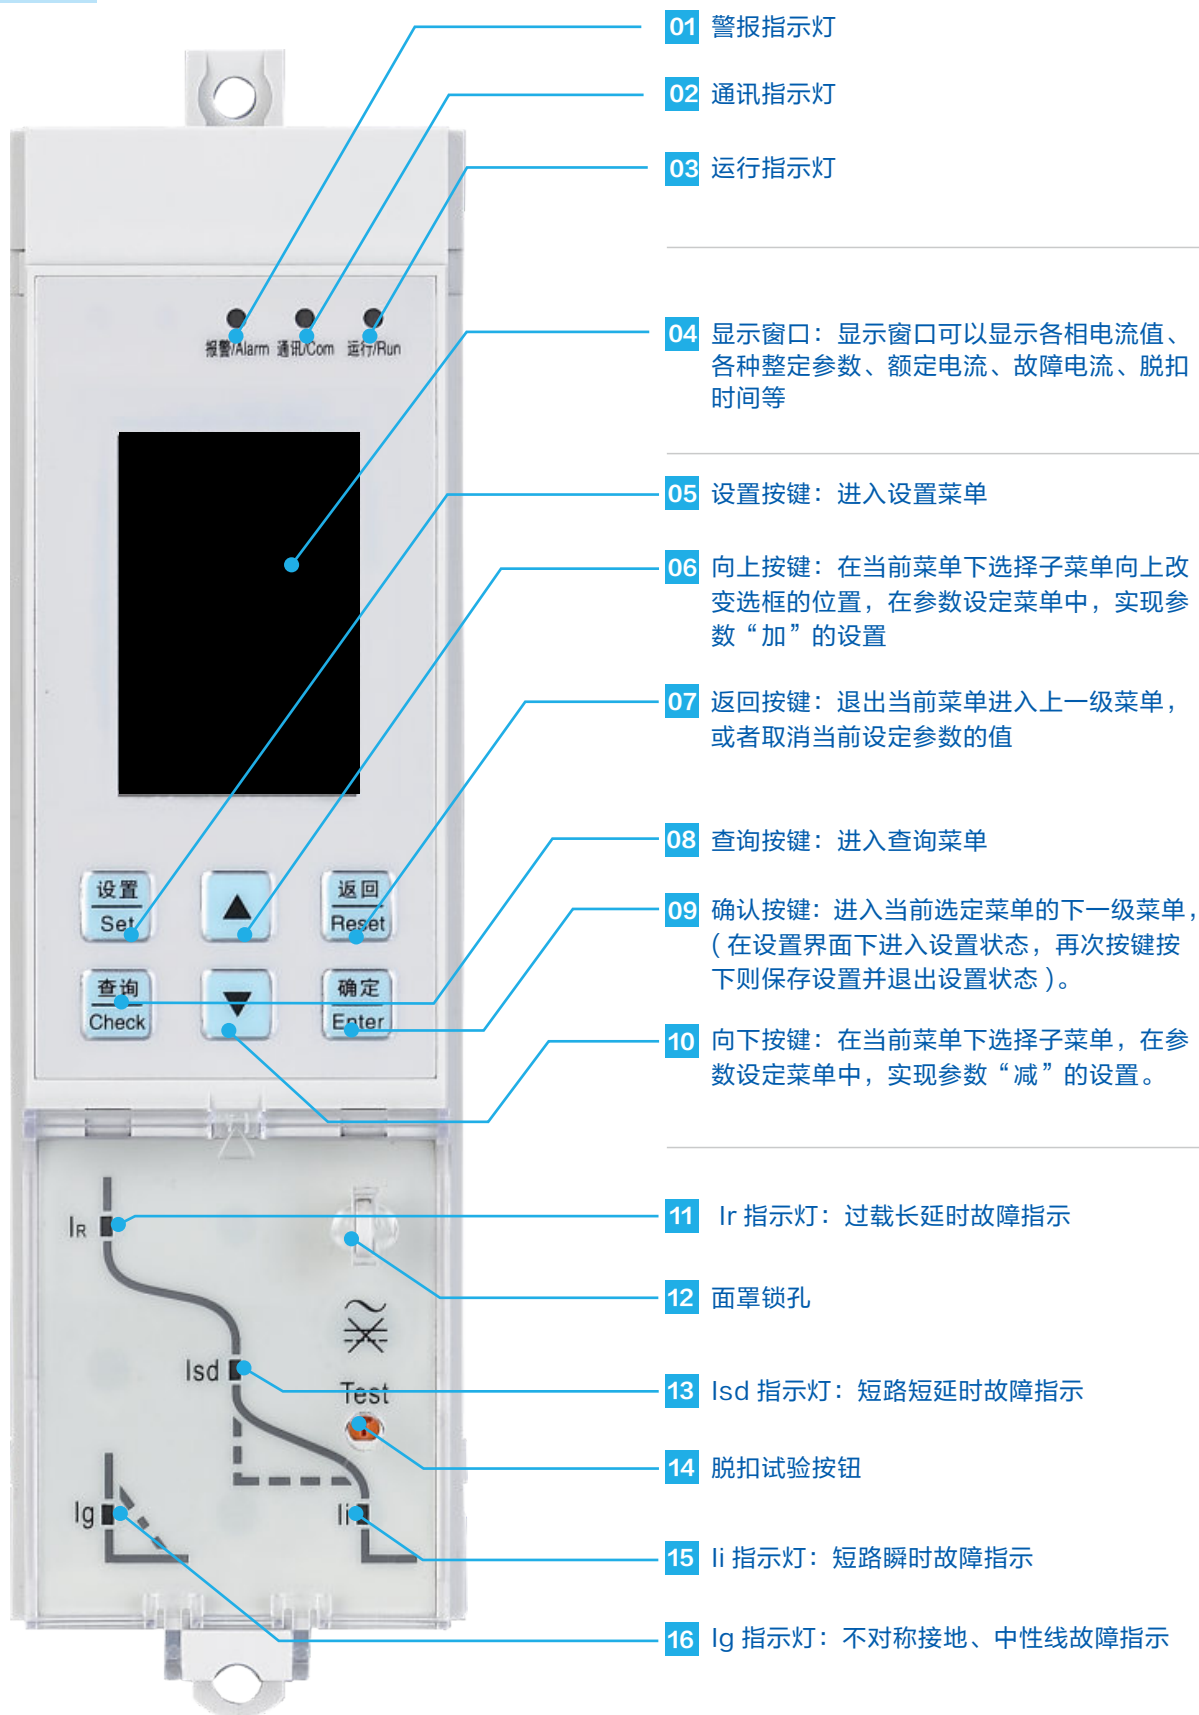 01 警报指示灯
02 通讯指示灯
03 运行指示灯
报警/Alarm 通讯/Com 运行/Run
04 显示窗口：显示窗口可以显示各相电流值、
各种整定参数、额定电流、故障电流、脱扣
时间等
05 设置按键：进入设置菜单
06 向上按键：在当前菜单下选择子菜单向上改
变选框的位置，在参数设定菜单中，实现参
数“加”的设置
07 返回按键：退出当前菜单进入上一级菜单，
或者取消当前设定参数的值
08 查询按键：进入查询菜单
设置 返回
Set Reset
09 确认按键：进入当前选定菜单的下一级菜单，
（在设置界面下进入设置状态，再次按键按
下则保存设置并退出设置状态）。
查询 确定
Check Enter
10 向下按键：在当前菜单下选择子菜单，在参
数设定菜单中，实现参数“减”的设置。
IR
11 Ir 指示灯：过载长延时故障指示
12 面罩锁孔
Isd
13 Isd 指示灯：短路短延时故障指示
Test
14 脱扣试验按钮
Ig Ii
15 Ii 指示灯：短路瞬时故障指示
16 Ig 指示灯：不对称接地、中性线故障指示